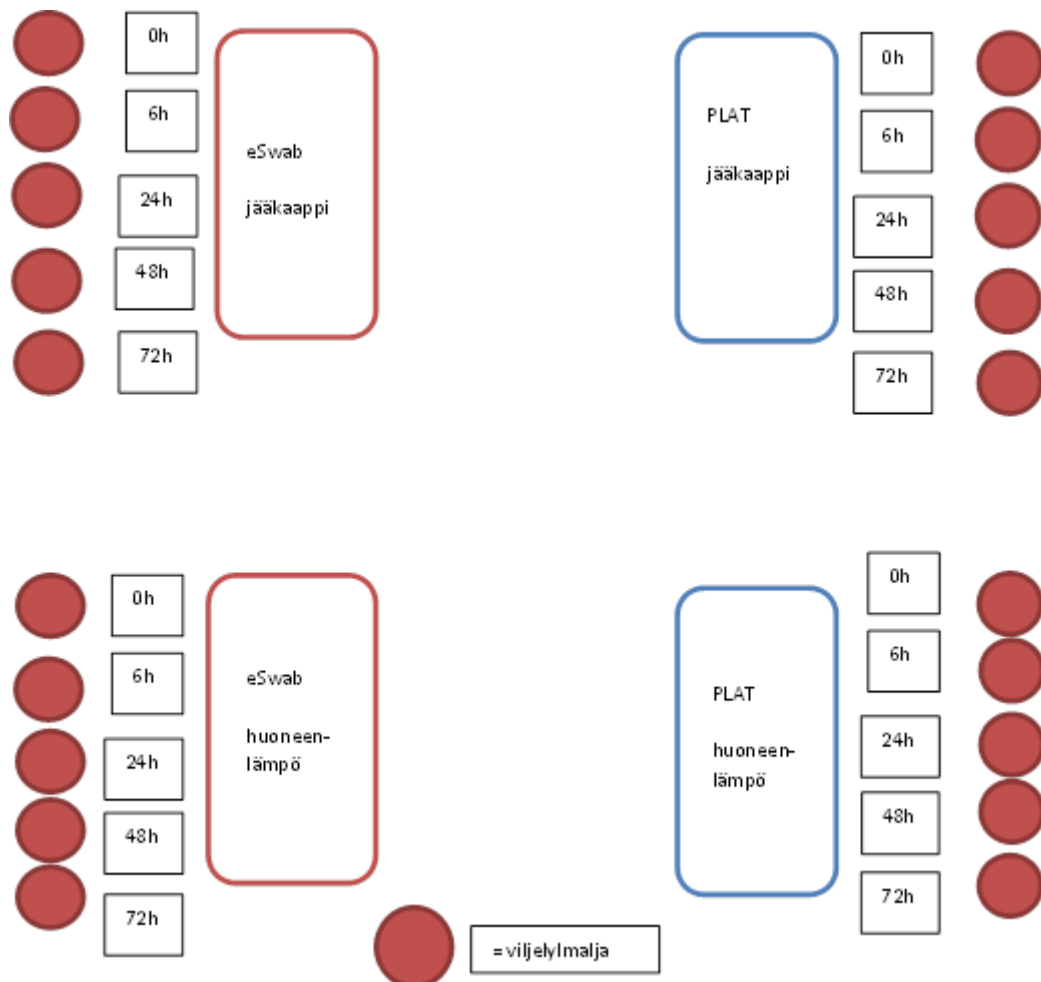 0h
6h
24h
48h
72h
eSwab
jääkaappi
PLAT
jääkaappi
0h
6h
24h
48h
72h
0h
6h
24h
48h
72h
eSwab
huoneen-
lämpö
PLAT
huoneen-
lämpö
0h
6h
24h
48h
72h
=viljelylmalja